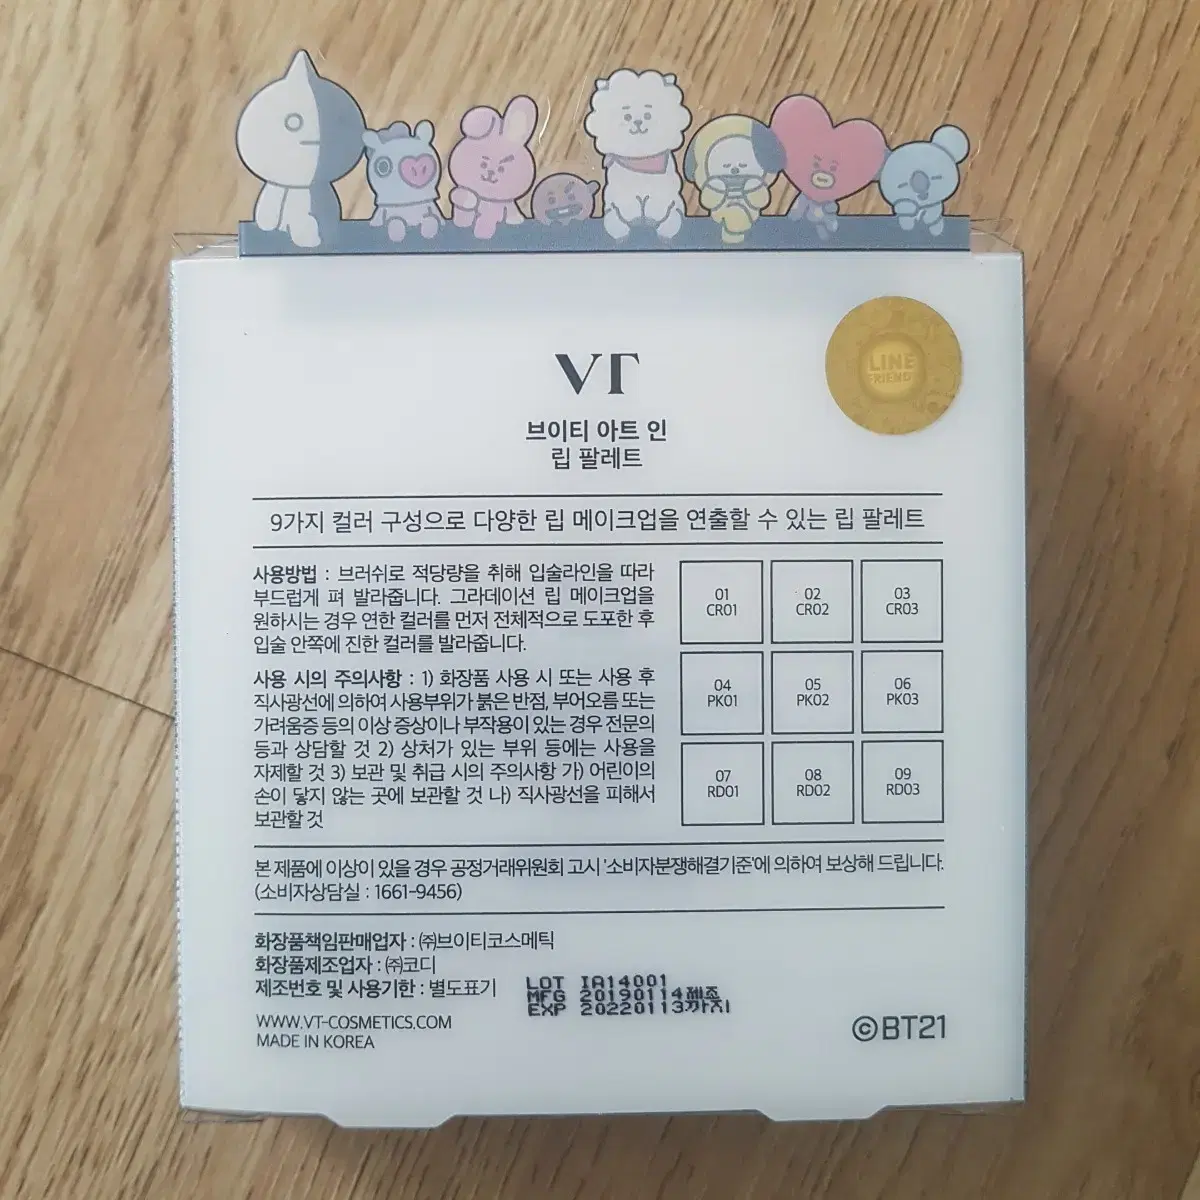 VT
LINE
FRIEND
브이티 아트 인
립 팔레트
9가지 컬러 구성으로 다양한 립 메이크업을 연출할 수 있는 립 팔레트
사용방법 : 브러쉬로 적당량을 취해 입술라인을 따라
부드럽게 펴 발라줍니다. 그라데이션 립 메이크업을
원하시는 경우 연한 컬러를 먼저 전체적으로 도포한 후
입술 안쪽에 진한 컬러를 발라줍니다.
사용 시의 주의사항 : 1) 화장품 사용 시 또는 사용 후
직사광선에 의하여 사용부위가 붉은 반점, 부어오름 또는
가려움증 등의 이상 증상이나 부작용이 있는 경우 전문의
등과 상담할 것 2) 상처가 있는 부위 등에는 사용을
자제할 것 3) 보관 및 취급 시의 주의사항 가) 어린이의
손이 닿지 않는 곳에 보관할 것 나) 직사광선을 피해서
보관할 것
01
CR01
02
CR02
03
CR03
04
PK01
05
PK02
06
PK03
07
RD01
08
RD02
09
RD03
본 제품에 이상이 있을 경우 공정거래위원회 고시 '소비자분쟁해결기준'에 의하여 보상해 드립니다.
(소비자상담실 : 1661-9456)
화장품책임판매업자 : ㈜브이티코스메틱
화장품제조업자 : ㈜코디
제조번호 및 사용기한 : 별도표기
LOT IA14001
MFG 20190114제조
EXP 20220113까지
WWW.VT-COSMETICS.COM
MADE IN KOREA
©BT21